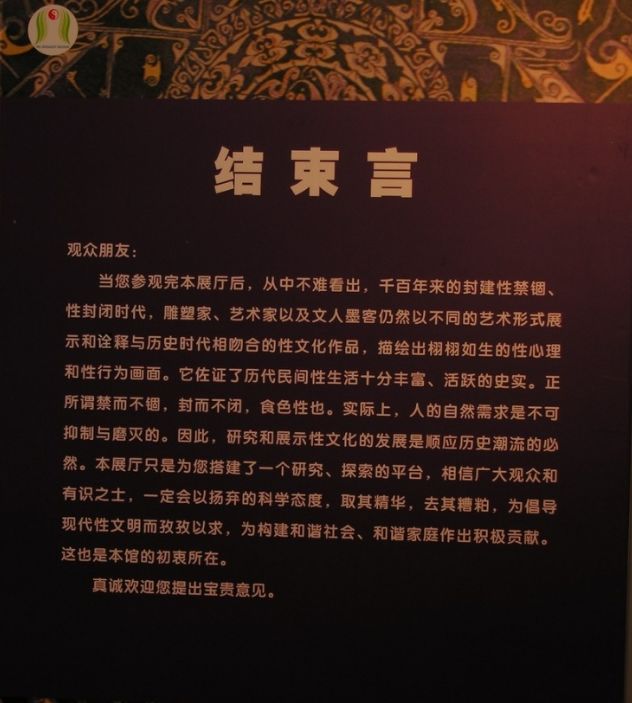 结束言
观众朋友：
当您参观完本展厅后，从中不难看出，千百年来的封建性禁锢、
性封闭时代，雕塑家、艺术家以及文人墨客仍然以不同的艺术形式展
示和诠释与历史时代相吻合的性文化作品，描绘出栩栩如生的性心理
和性行为画面。它佐证了历代民间性生活十分丰富、活跃的史实。正
所谓禁而不锢，封而不闭，食色性也。实际上，人的自然需求是不可
抑制与磨灭的。因此，研究和展示性文化的发展是顺应历史潮流的必
然。本展厅只是为您搭建了一个研究、探索的平台，相信广大观众和
有识之士，一定会以扬弃的科学态度，取其精华，去其糟粕，为倡导
现代性文明而孜孜以求，为构建和谐社会、和谐家庭作出积极贡献。
这也是本馆的初衷所在。
真诚欢迎您提出宝贵意见。